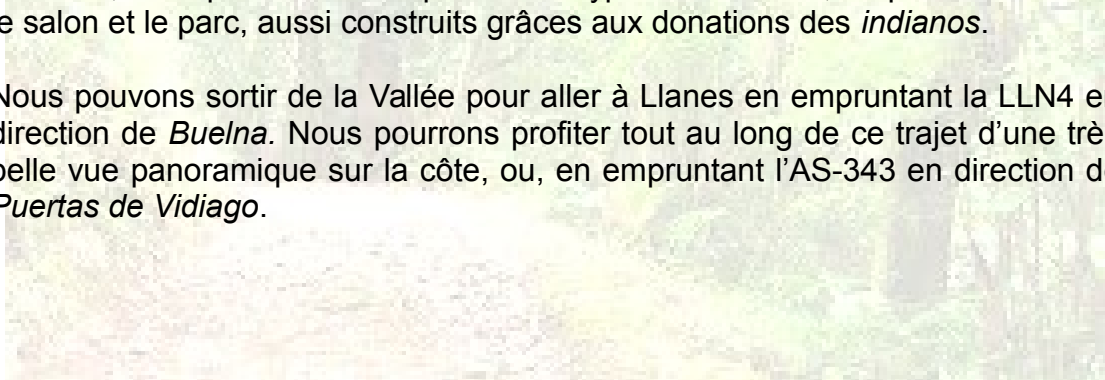 le salon et le parc, aussi construits grâces aux donations des indianos.
Nous pouvons sortir de la Vallée pour aller à Llanes en empruntant la LLN4 e
direction de Buelna. Nous pourrons profiter tout au long de ce trajet d'une trè
belle vue panoramique sur la côte, ou, en empruntant l'AS-343 en direction d
Puertas de Vidiago.